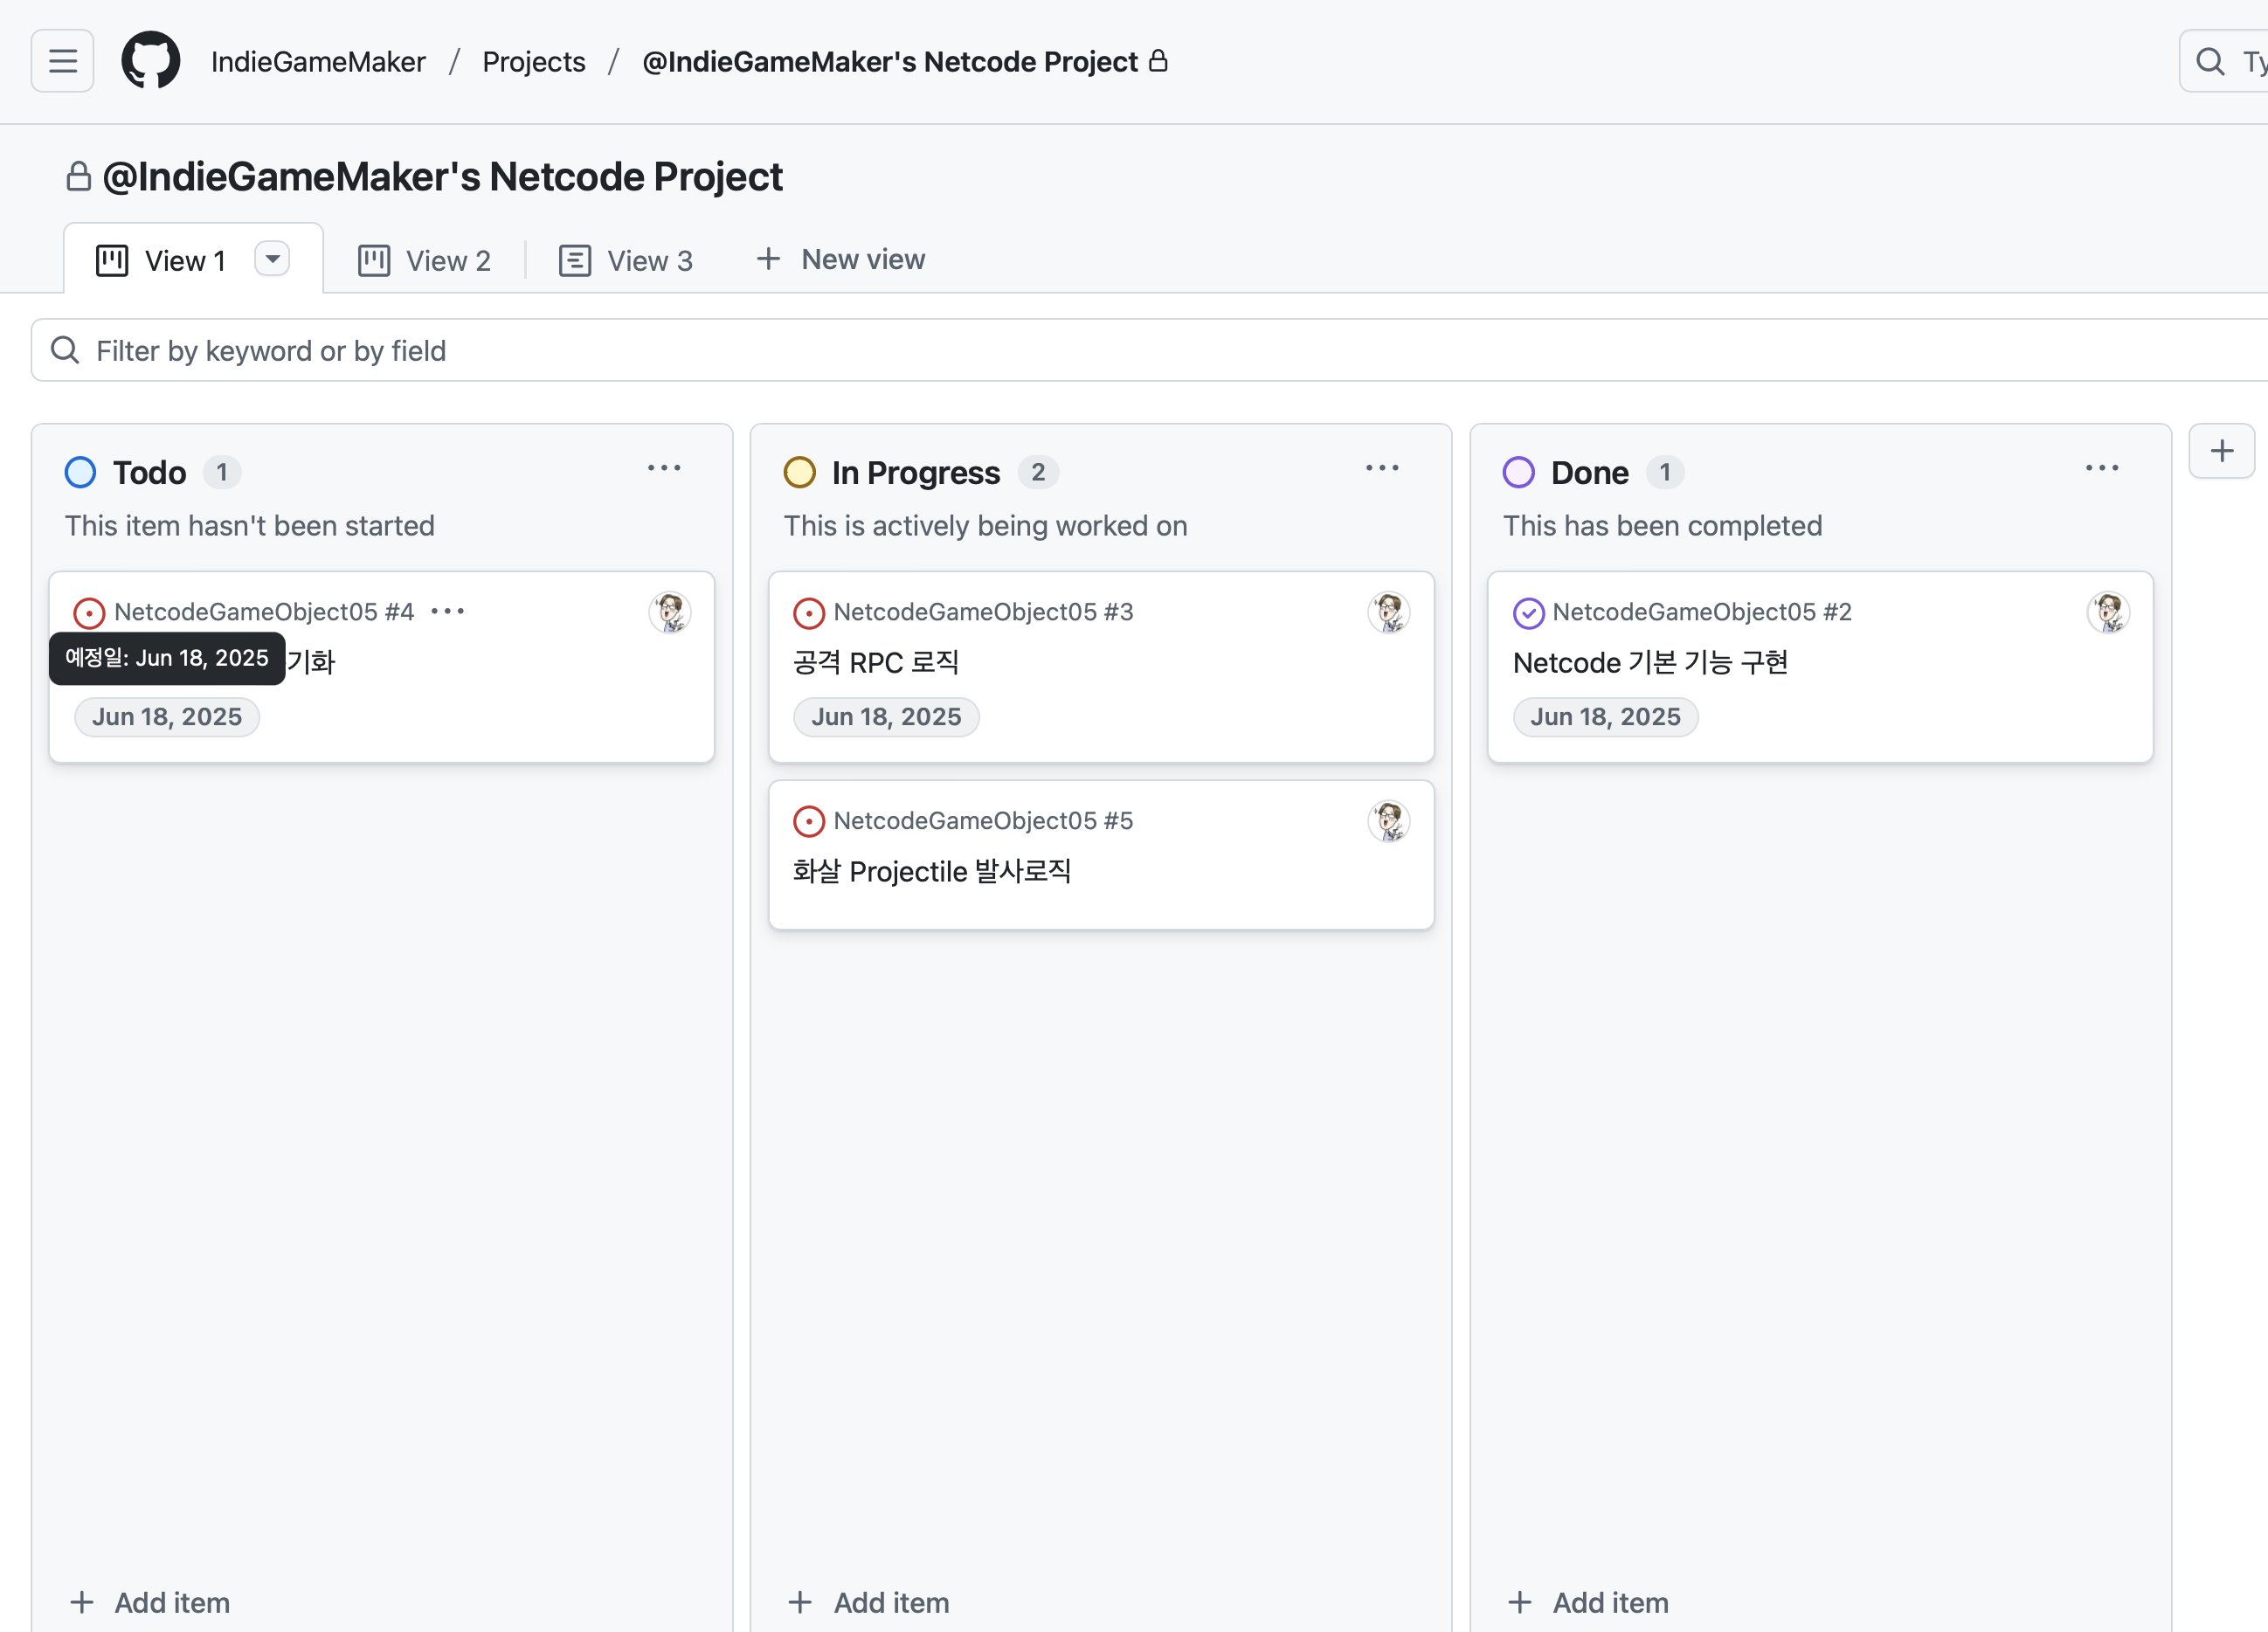 IndieGameMaker / Projects / @IndieGameMaker's Netcode Project
@IndieGameMaker's Netcode Project
View 1
View 2
View 3
New view
Filter by keyword or by field
Todo 1
This item hasn't been started
NetcodeGameObject05 #4
예정일: Jun 18, 2025
기화
Jun 18, 2025
Add item
In Progress 2
This is actively being worked on
NetcodeGameObject05 #3
공격 RPC 로직
Jun 18, 2025
NetcodeGameObject05 #5
화살 Projectile 발사로직
Add item
Done 1
This has been completed
NetcodeGameObject05 #2
Netcode 기본 기능 구현
Jun 18, 2025
Add item